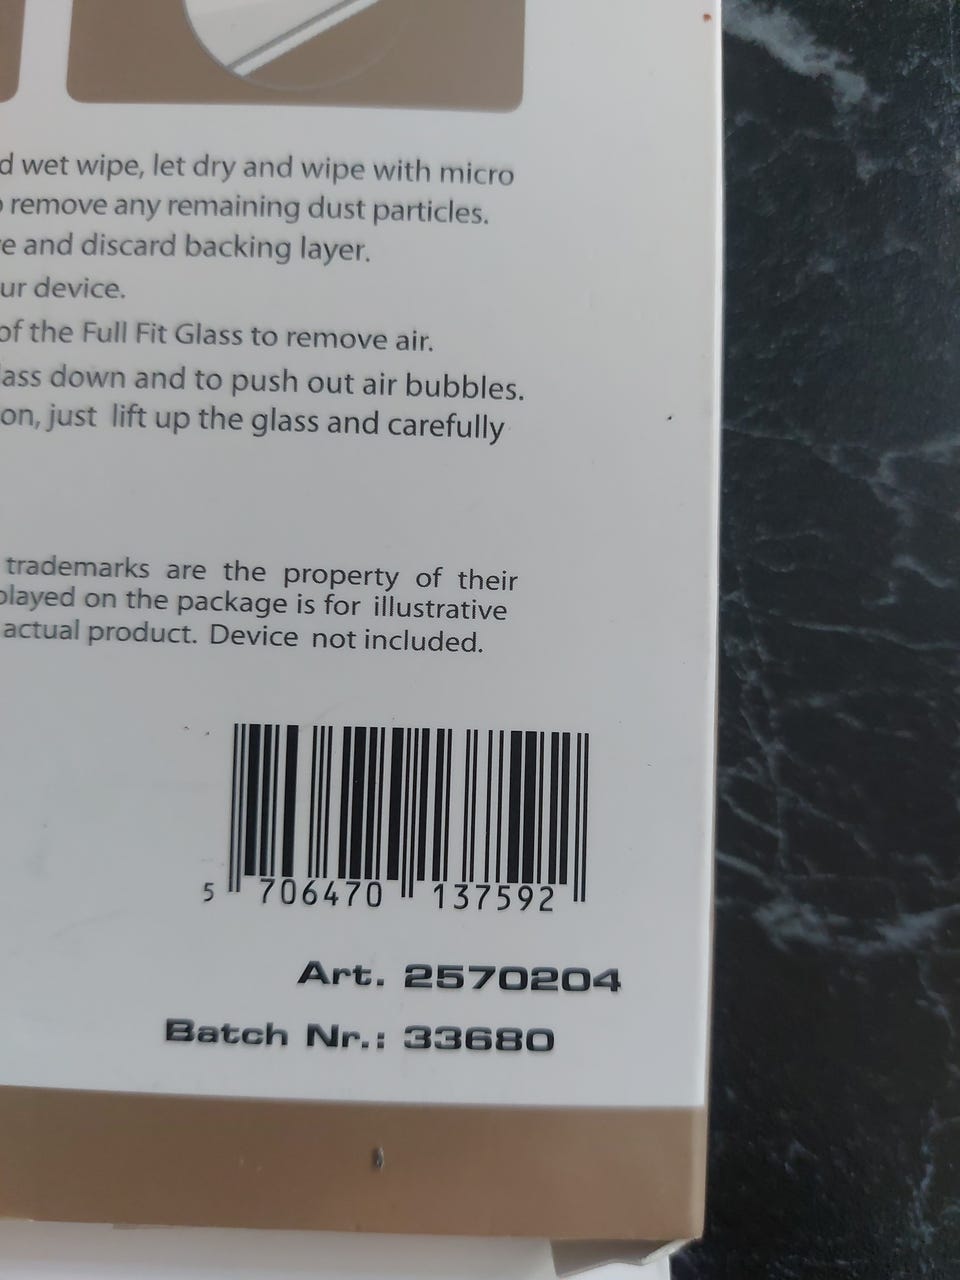 d wet wipe, let dry and wipe with micro
remove any remaining dust particles.
e and discard backing layer.
ur device.
of the Full Fit Glass to remove air.
ass down and to push out air bubbles.
on, just lift up the glass and carefully
trademarks are the property of their
played on the package is for illustrative
actual product. Device not included.
5 706470 137592
Art. 2570204
Batch Nr.: 33680